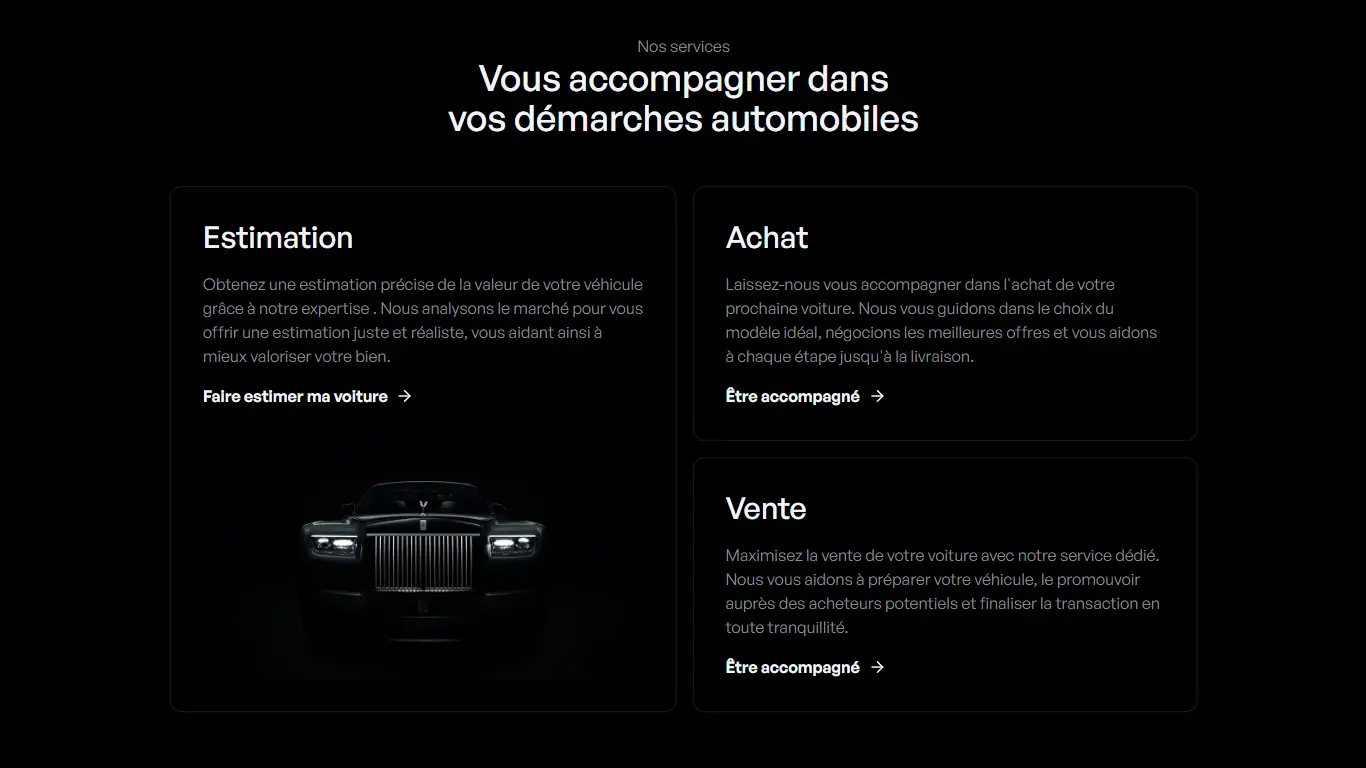 Nos services
Vous accompagner dans
vos démarches automobiles
Estimation
Obtenez une estimation précise de la valeur de votre véhicule
grâce à notre expertise . Nous analysons le marché pour vous
offrir une estimation juste et réaliste, vous aidant ainsi à
mieux valoriser votre bien.
Faire estimer ma voiture →
Achat
Laissez-nous vous accompagner dans l'achat de votre
prochaine voiture. Nous vous guidons dans le choix du
modèle idéal, négocions les meilleures offres et vous aidons
à chaque étape jusqu'à la livraison.
Être accompagné →
Vente
Maximisez la vente de votre voiture avec notre service dédié.
Nous vous aidons à préparer votre véhicule, le promouvoir
auprès des acheteurs potentiels et finaliser la transaction en
toute tranquillité.
Être accompagné →